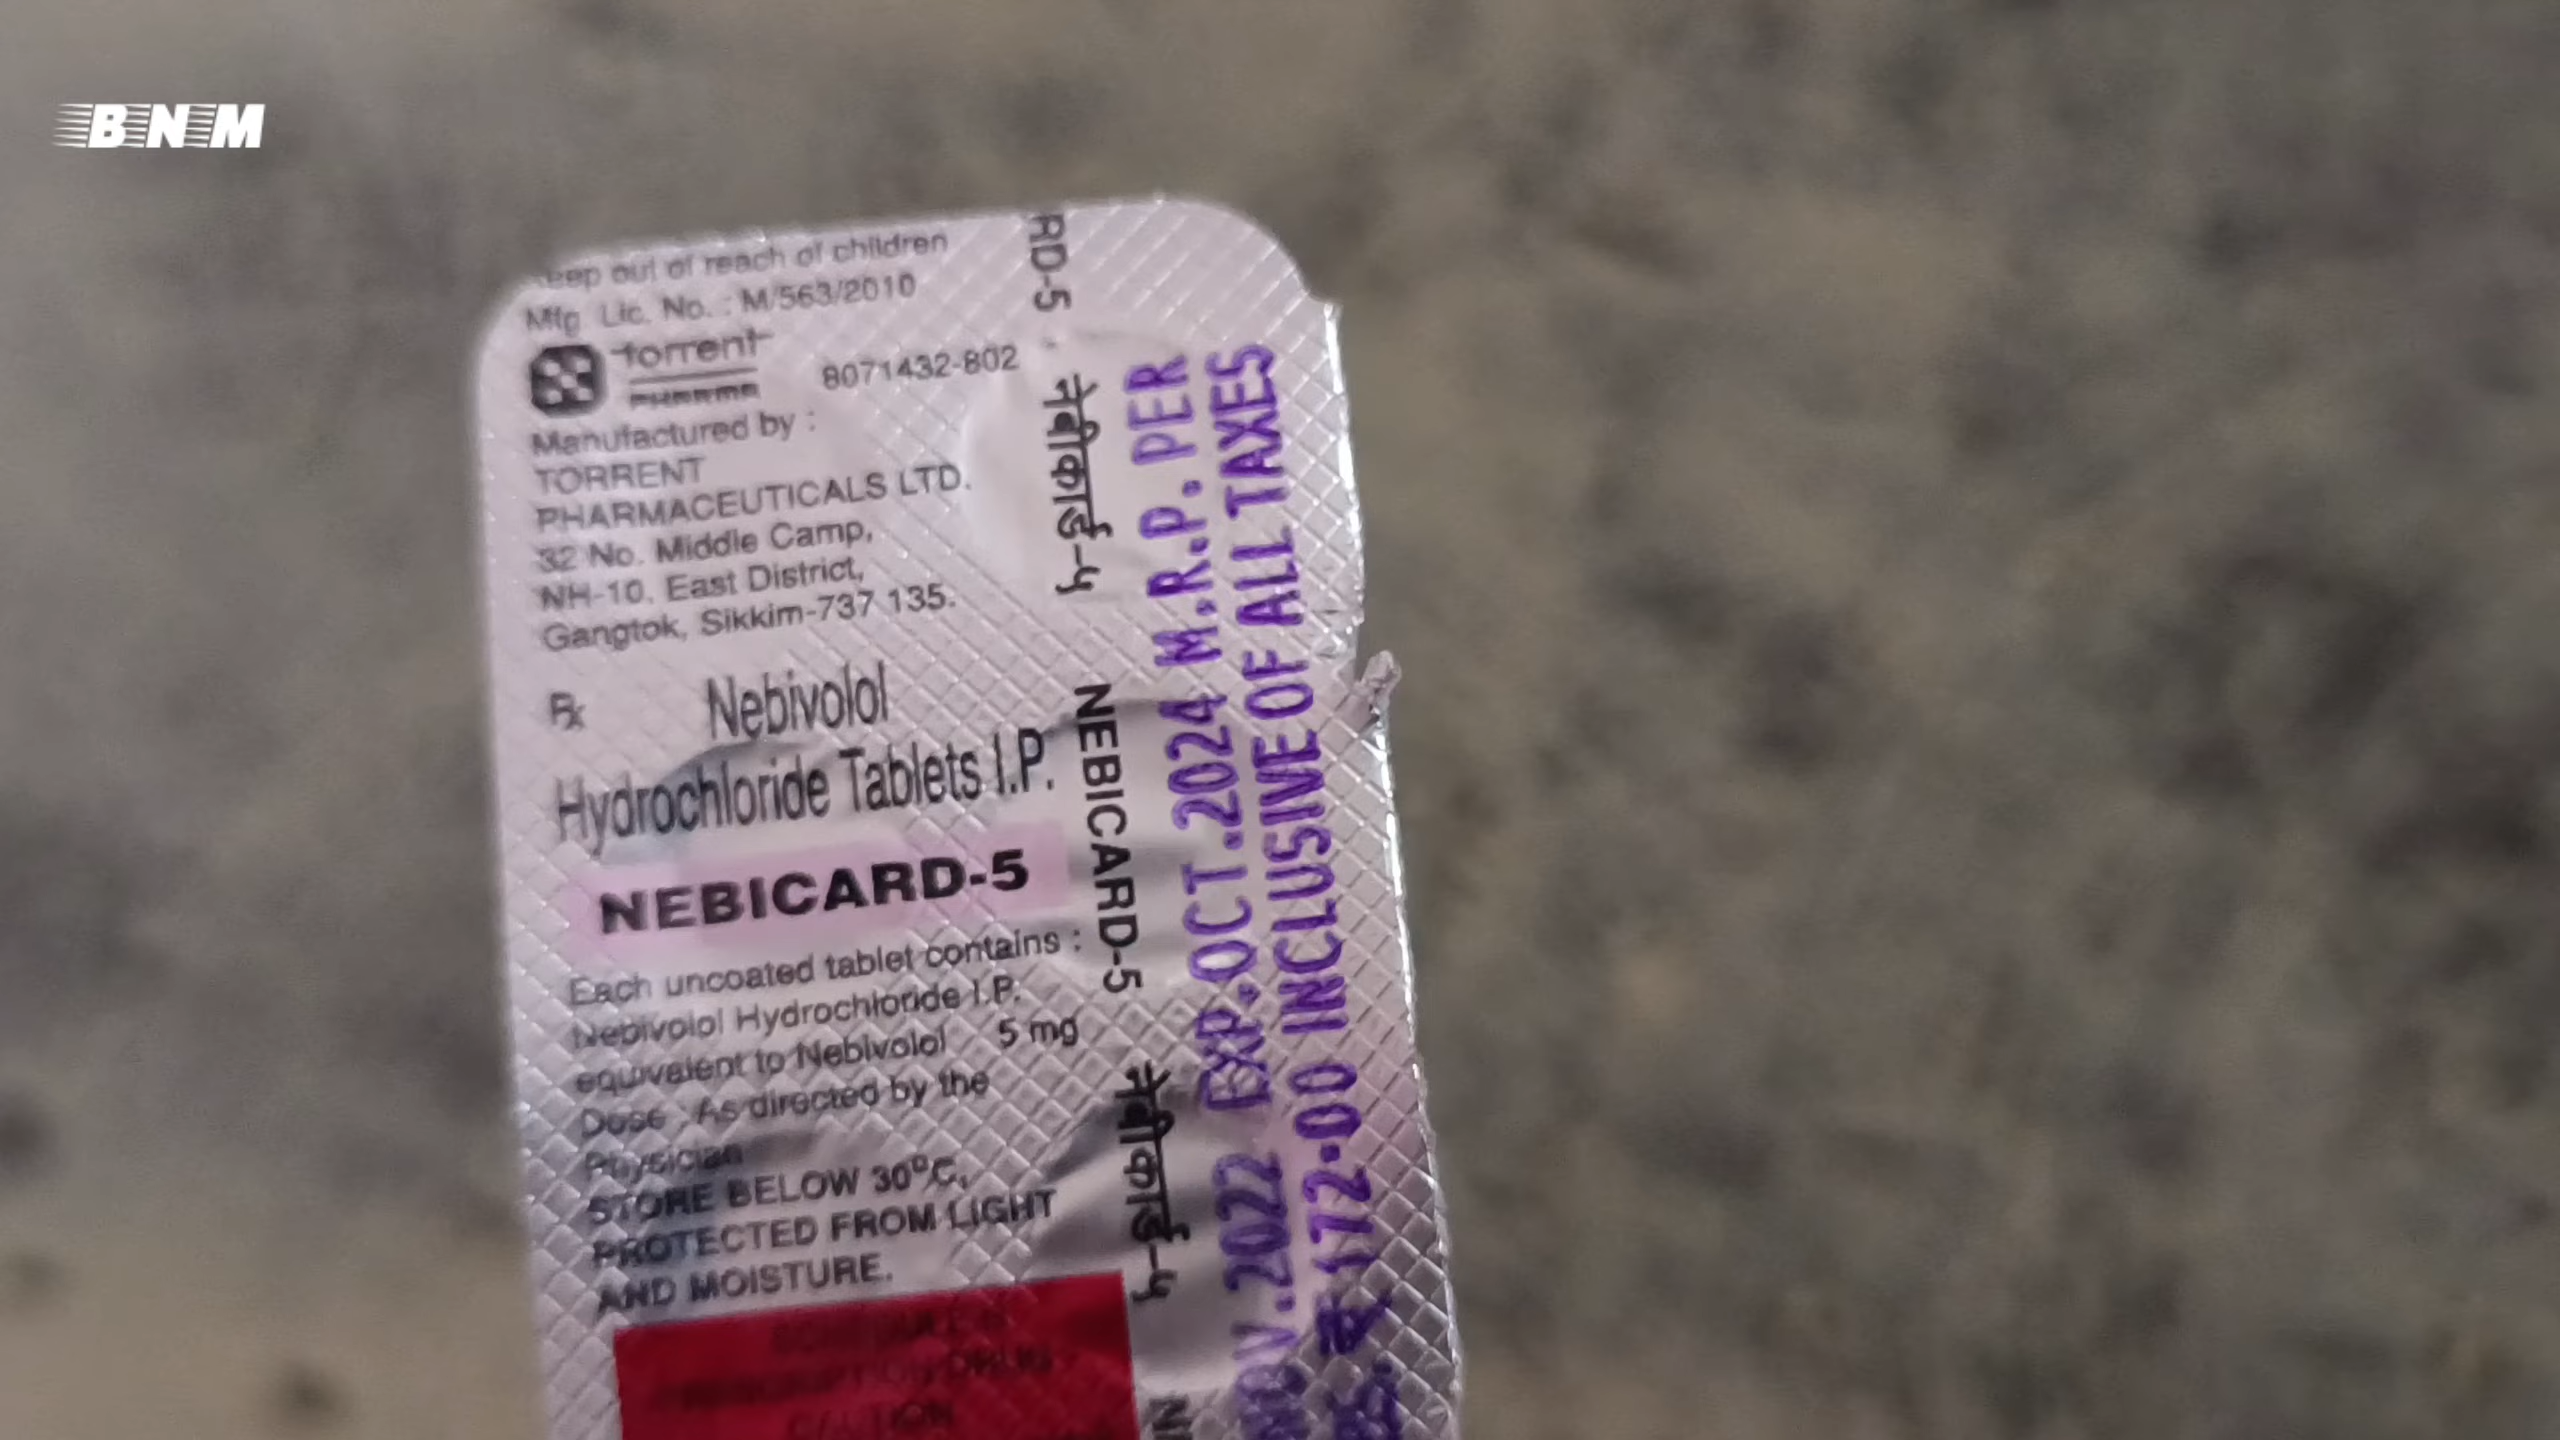 BNM
Keep out of reach of children
Mfg. Lic. No. : M/563/2010
torrent
PHARMA
8071432-802
Manufactured by :
TORRENT
PHARMACEUTICALS LTD.
32 No. Middle Camp,
NH-10, East District,
Gangtok, Sikkim-737 135.
Rx
Nebivolol
Hydrochloride Tablets I.P.
NEBICARD-5
Each uncoated tablet contains :
Nebivolol Hydrochloride I.P.
equivalent to Nebivolol 5 mg
Dose : As directed by the
Physician
STORE BELOW 30°C,
PROTECTED FROM LIGHT
AND MOISTURE.
PRESCRIPTION DRUG -
CAUTION
RD-5
नेबीकार्ड-५
NEBICARD-5
नेबीकार्ड-५
NOV.2022 EXP.OCT.2024 M.R.P. PER
172.00 INCLUSIVE OF ALL TAXES